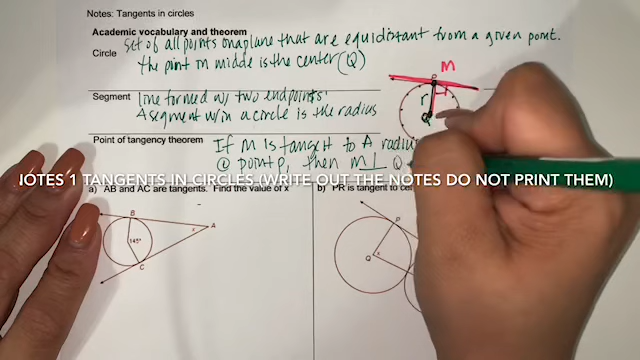 Notes: Tangents in circles
Academic vocabulary and theorem
Circle set of all points on a plane that are equidistant from a given point.
the point in middle is the center (Q)
M
Segment line formed w/ two endpoints.
A segment w/in a circle is the radius
r
Q
Point of tangency theorem If M is tangent to A radius
@ point p, then M ⊥ Q
NOTES 1 TANGENTS IN CIRCLES (WRITE OUT THE NOTES DO NOT PRINT THEM)
a) AB and AC are tangents. Find the value of x
b) PR is tangent to
B
A
x
145°
C
P
Q
x